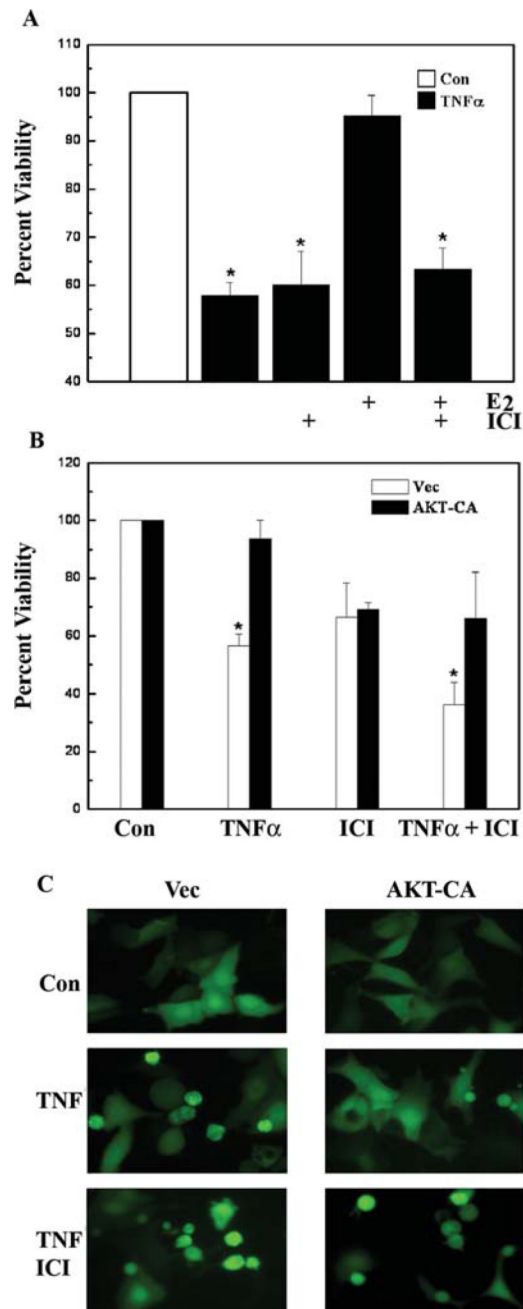 A
110
100
90
80
70
60
50
40
Percent Viability
Con
TNFα
*
*
*
+ + E2
+ + ICI
B
120
100
80
60
40
20
0
Percent Viability
Vec
AKT-CA
*
*
Con TNFα ICI TNFα + ICI
C
Vec AKT-CA
Con
TNF
TNF
ICI